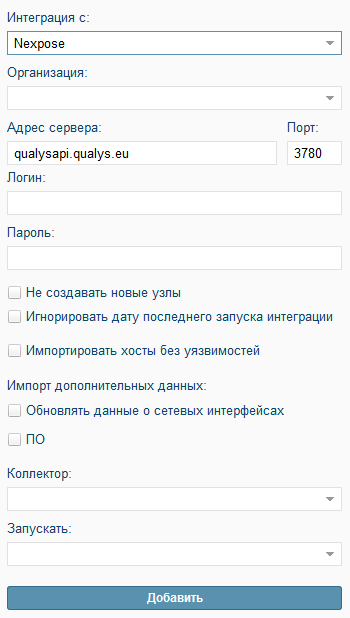 Интеграция с:
Nexpose
Организация:
Адрес сервера: Порт:
qualysapi.qualys.eu 3780
Логин:
Пароль:
Не создавать новые узлы
Игнорировать дату последнего запуска интеграции
Импортировать хосты без уязвимостей
Импорт дополнительных данных:
Обновлять данные о сетевых интерфейсах
ПО
Коллектор:
Запускать:
Добавить